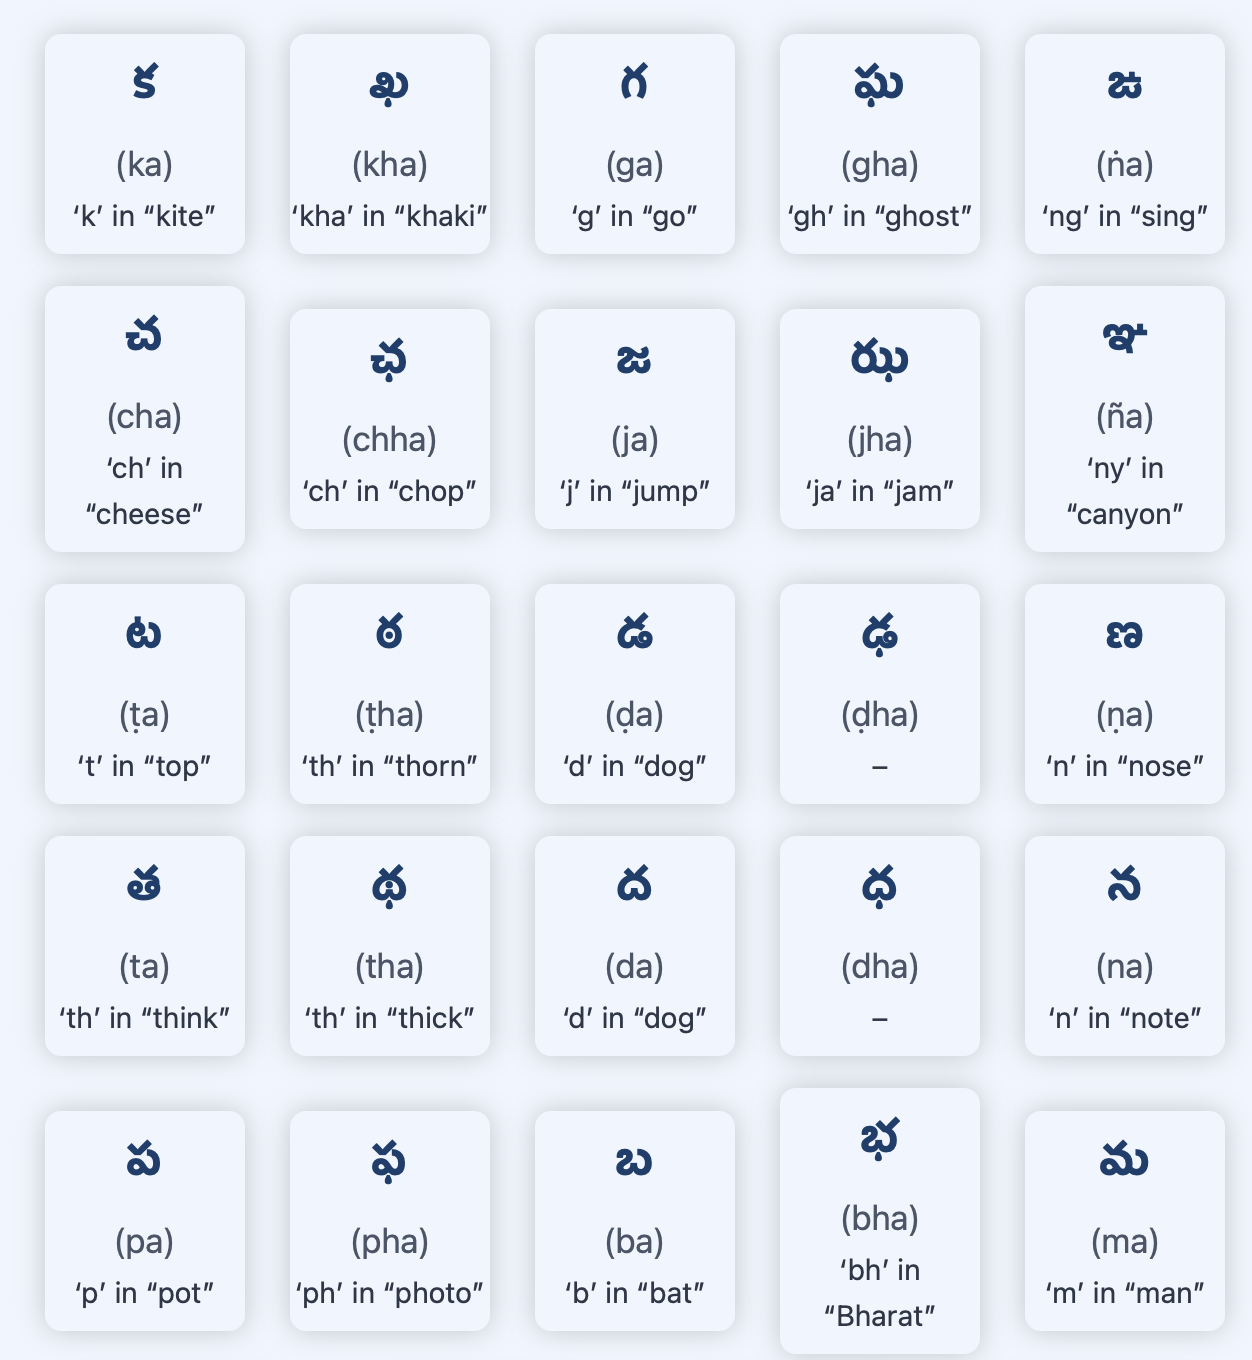 క ఖ గ ఘ ఙ
(ka) (kha) (ga) (gha) (ṅa)
‘k’ in “kite” ‘kha’ in “khaki” ‘g’ in “go” ‘gh’ in “ghost” ‘ng’ in “sing”
చ ఛ జ ఝ ఞ
(cha) (chha) (ja) (jha) (ña)
‘ch’ in “cheese” ‘ch’ in “chop” ‘j’ in “jump” ‘ja’ in “jam” ‘ny’ in “canyon”
ట ఠ డ ఢ ణ
(ṭa) (ṭha) (ḍa) (ḍha) (ṇa)
‘t’ in “top” ‘th’ in “thorn” ‘d’ in “dog” – ‘n’ in “nose”
త థ ద ధ న
(ta) (tha) (da) (dha) (na)
‘th’ in “think” ‘th’ in “thick” ‘d’ in “dog” – ‘n’ in “note”
ప ఫ బ భ మ
(pa) (pha) (ba) (bha) (ma)
‘p’ in “pot” ‘ph’ in “photo” ‘b’ in “bat” ‘bh’ in “Bharat” ‘m’ in “man”